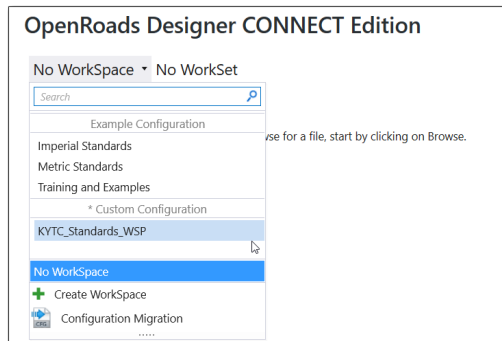 OpenRoads Designer CONNECT Edition
No WorkSpace No WorkSet
Search
Example Configuration
Imperial Standards
wse for a file, start by clicking on Browse.
Metric Standards
Training and Examples
* Custom Configuration
KYTC_Standards_WSP
No WorkSpace
Create WorkSpace
CFG Configuration Migration
.....